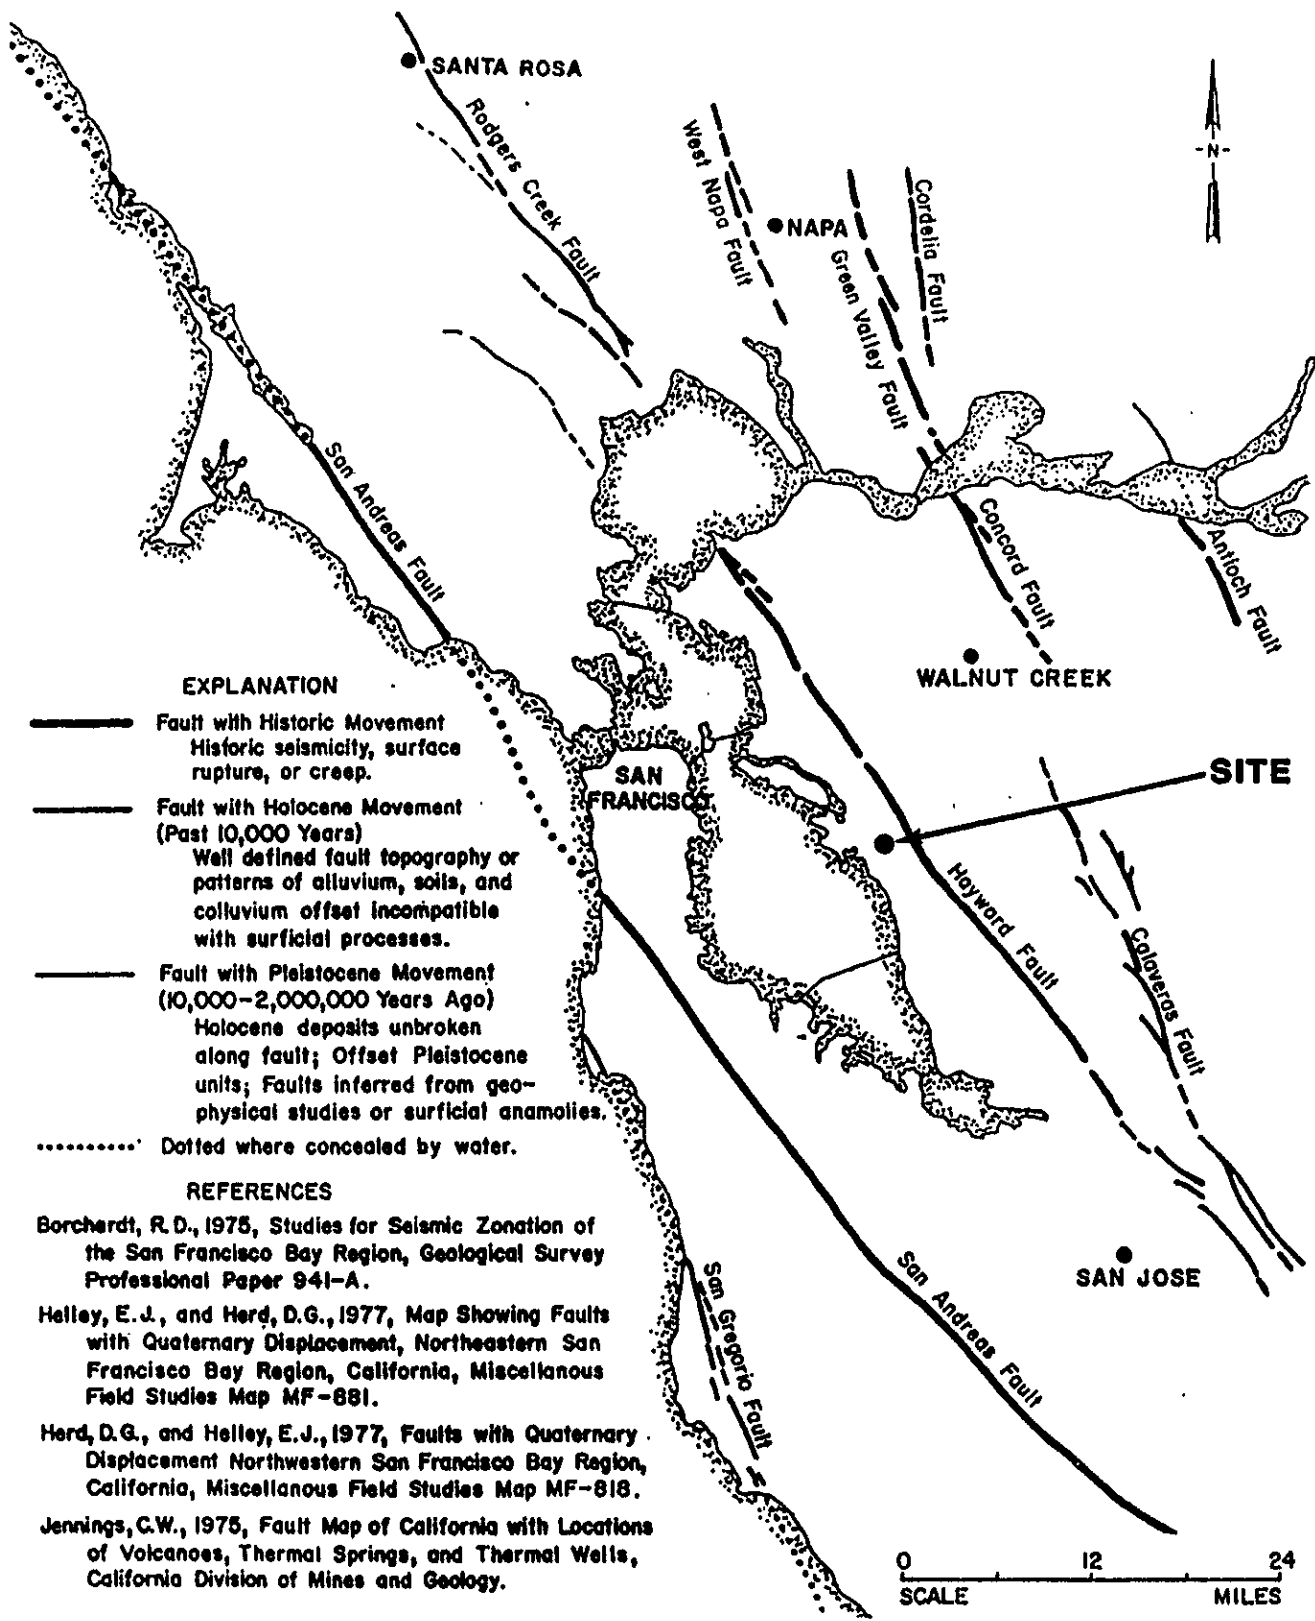 SANTA ROSA
Rodgers Creek Fault
West Napa Fault
NAPA
Green Valley Fault
Cordelia Fault
-N-
San Andreas Fault
Concord Fault
Antioch Fault
WALNUT CREEK
EXPLANATION
Fault with Historic Movement
Historic seismicity, surface
rupture, or creep.
SAN
FRANCISCO
SITE
Fault with Holocene Movement
(Past 10,000 Years)
Well defined fault topography or
patterns of alluvium, soils, and
colluvium offset incompatible
with surficial processes.
Hayward Fault
Calaveras Fault
Fault with Pleistocene Movement
(10,000-2,000,000 Years Ago)
Holocene deposits unbroken
along fault; Offset Pleistocene
units; Faults inferred from geo-
physical studies or surficial anamolies.
Dotted where concealed by water.
REFERENCES
Borcherdt, R.D., 1975, Studies for Seismic Zonation of
the San Francisco Bay Region, Geological Survey
Professional Paper 941-A.
Helley, E.J., and Herd, D.G., 1977, Map Showing Faults
with Quaternary Displacement, Northeastern San
Francisco Bay Region, California, Miscellanous
Field Studies Map MF-881.
Herd, D.G., and Helley, E.J., 1977, Faults with Quaternary
Displacement Northwestern San Francisco Bay Region,
California, Miscellanous Field Studies Map MF-818.
Jennings, C.W., 1975, Fault Map of California with Locations
of Volcanoes, Thermal Springs, and Thermal Wells,
California Division of Mines and Geology.
SAN JOSE
San Gregorio Fault
San Andreas Fault
0 12 24
SCALE MILES